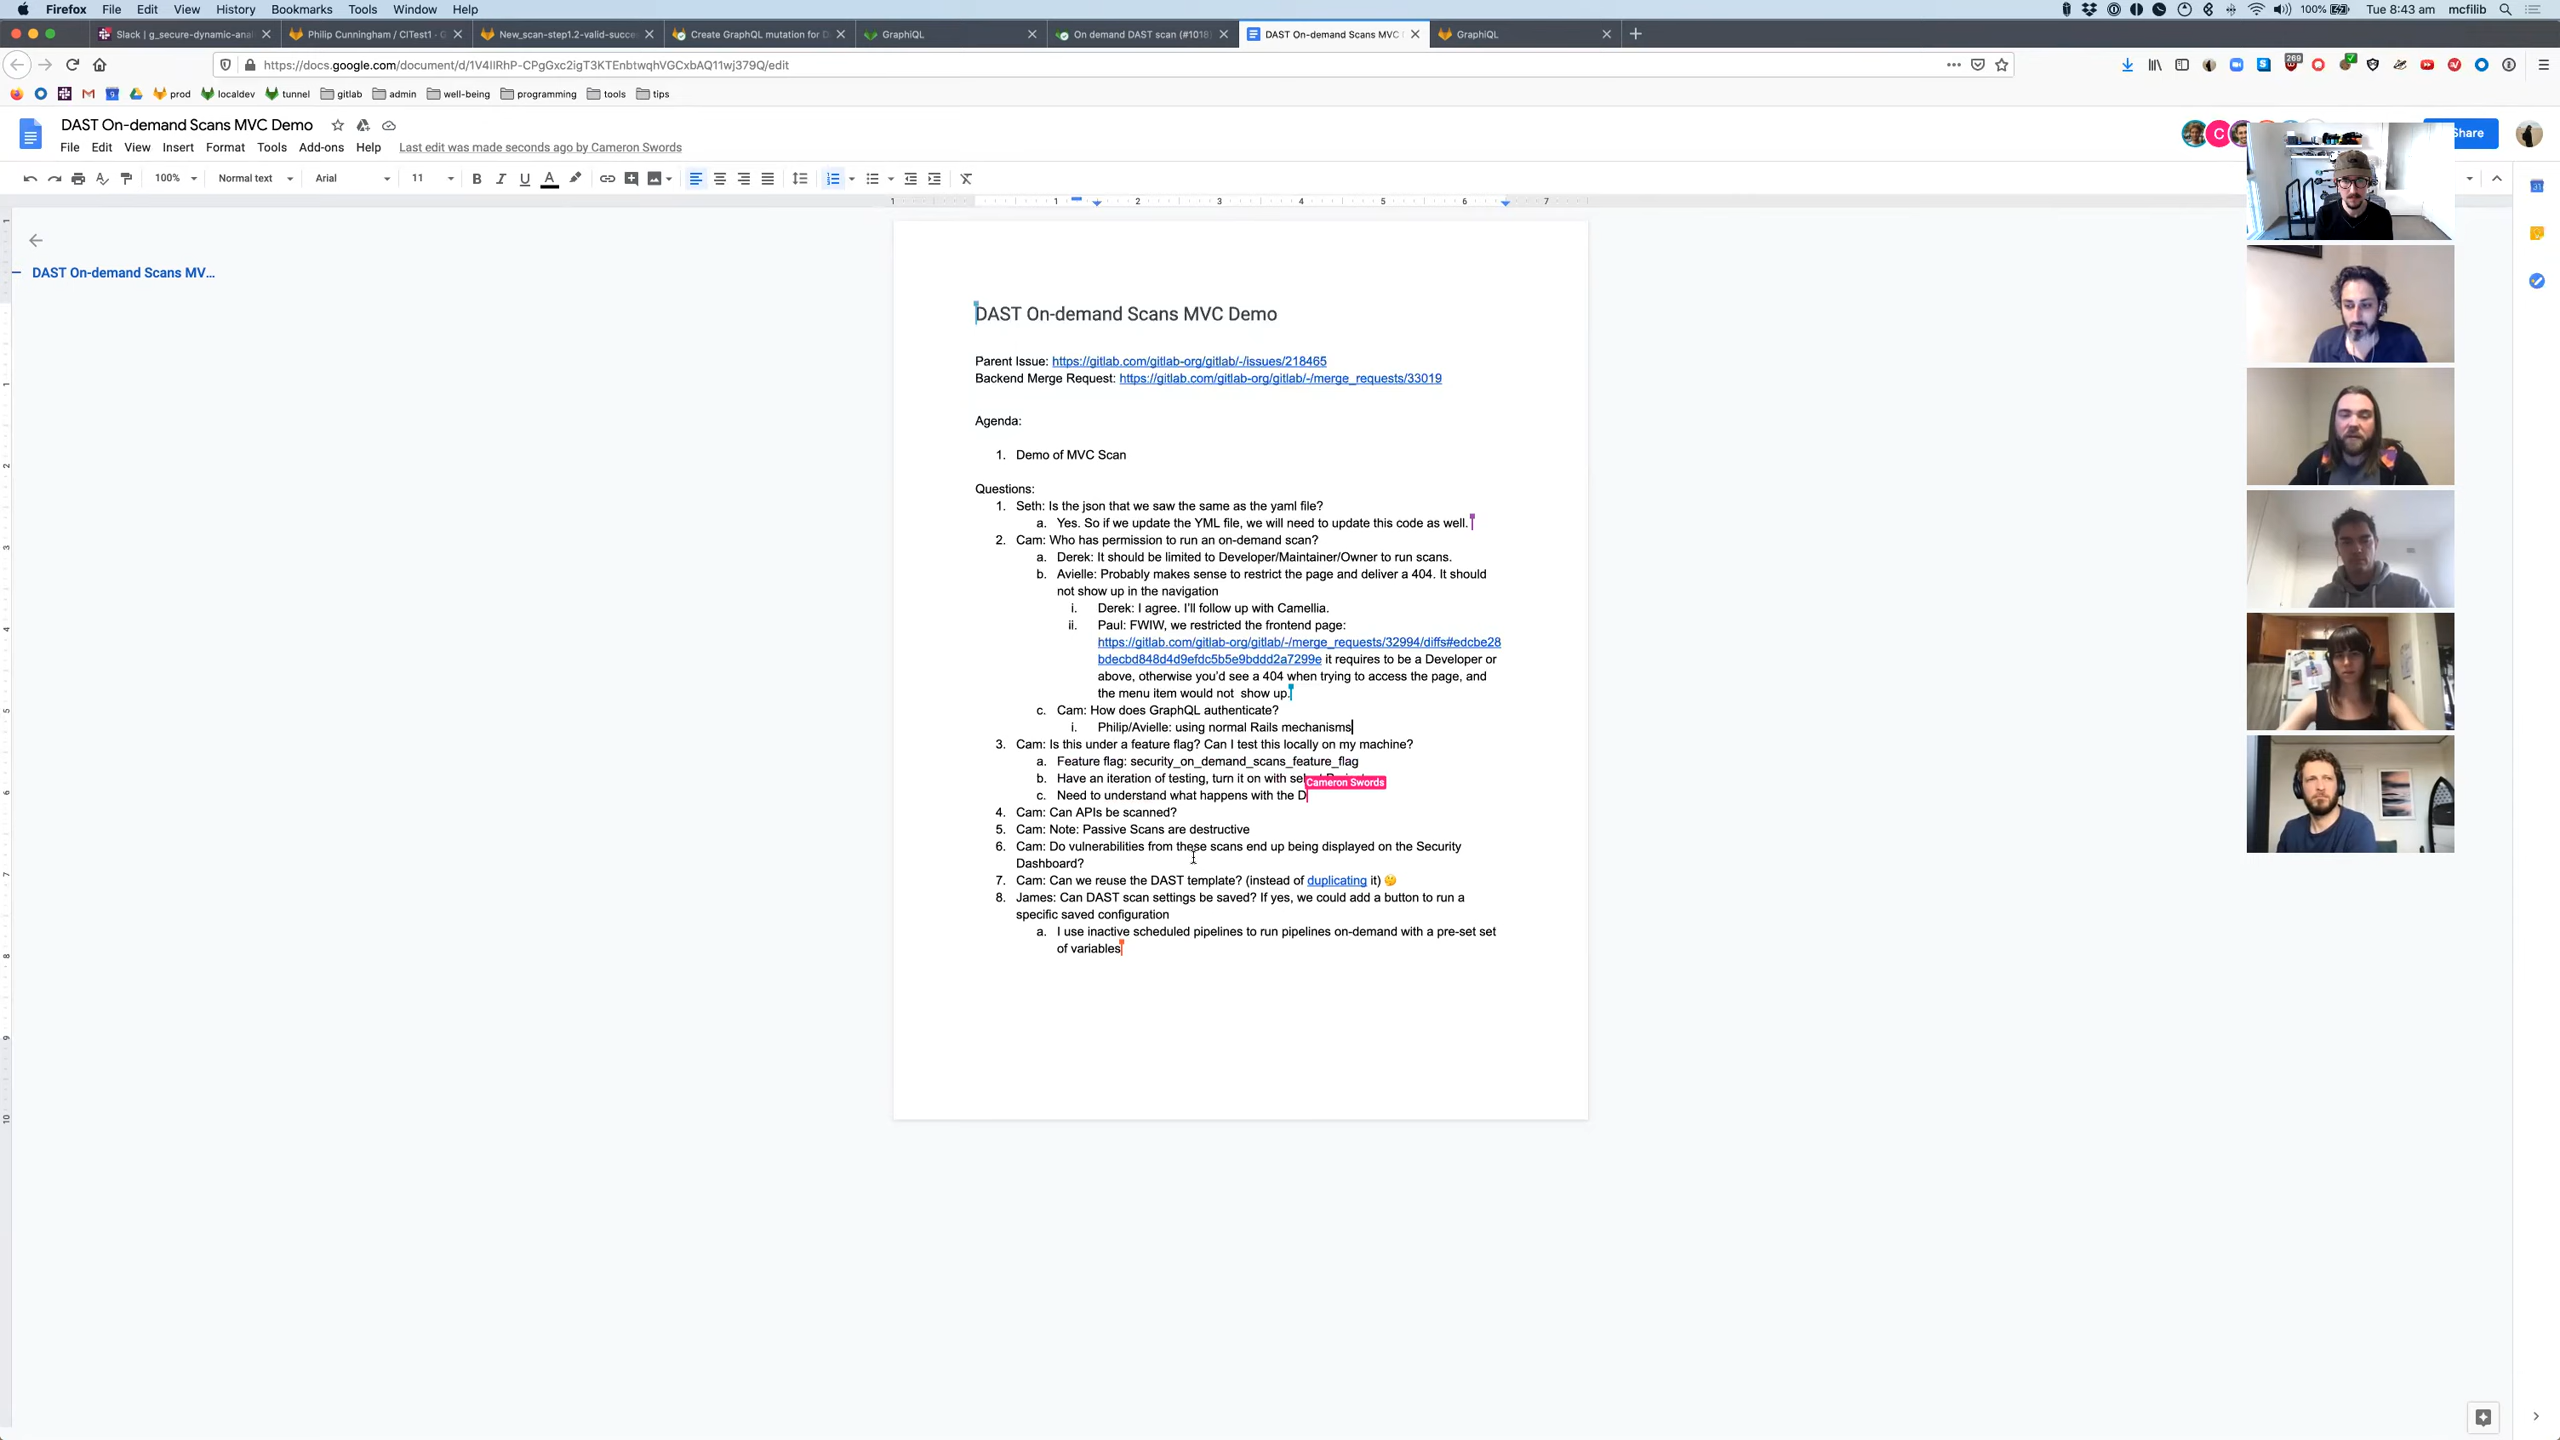 Firefox File Edit View History Bookmarks Tools Window Help 100% Tue 8:43 am mcfilib
Slack | g_secure-dynamic-anal Philip Cunningham / CITest1 - G New_scan-step1.2-valid-succe Create GraphQL mutation for D GraphiQL On demand DAST scan (#1018) DAST On-demand Scans MVC GraphiQL
https://docs.google.com/document/d/1V4IlRhP-CPgGxc2igT3KTEnbtwqhVGCxbAQ11wj379Q/edit
269
prod localdev tunnel gitlab admin well-being programming tools tips
DAST On-demand Scans MVC Demo
C
Share
File Edit View Insert Format Tools Add-ons Help Last edit was made seconds ago by Cameron Swords
100% Normal text Arial 11 B I U A
1 1 2 3 4 5 6 7
DAST On-demand Scans MV...
DAST On-demand Scans MVC Demo
Parent Issue: https://gitlab.com/gitlab-org/gitlab/-/issues/218465
Backend Merge Request: https://gitlab.com/gitlab-org/gitlab/-/merge_requests/33019
Agenda:
1. Demo of MVC Scan
Questions:
1. Seth: Is the json that we saw the same as the yaml file?
a. Yes. So if we update the YML file, we will need to update this code as well.
2. Cam: Who has permission to run an on-demand scan?
a. Derek: It should be limited to Developer/Maintainer/Owner to run scans.
b. Avielle: Probably makes sense to restrict the page and deliver a 404. It should
not show up in the navigation
i. Derek: I agree. I'll follow up with Camellia.
ii. Paul: FWIW, we restricted the frontend page:
https://gitlab.com/gitlab-org/gitlab/-/merge_requests/32994/diffs#edcbe28
bdecbd848d4d9efdc5b5e9bddd2a7299e it requires to be a Developer or
above, otherwise you'd see a 404 when trying to access the page, and
the menu item would not show up.
c. Cam: How does GraphQL authenticate?
i. Philip/Avielle: using normal Rails mechanisms
3. Cam: Is this under a feature flag? Can I test this locally on my machine?
a. Feature flag: security_on_demand_scans_feature_flag
b. Have an iteration of testing, turn it on with
Cameron Swords
c. Need to understand what happens with the D
4. Cam: Can APIs be scanned?
5. Cam: Note: Passive Scans are destructive
6. Cam: Do vulnerabilities from these scans end up being displayed on the Security
Dashboard?
7. Cam: Can we reuse the DAST template? (instead of duplicating it) 🤔
8. James: Can DAST scan settings be saved? If yes, we could add a button to run a
specific saved configuration
a. I use inactive scheduled pipelines to run pipelines on-demand with a pre-set set
of variables